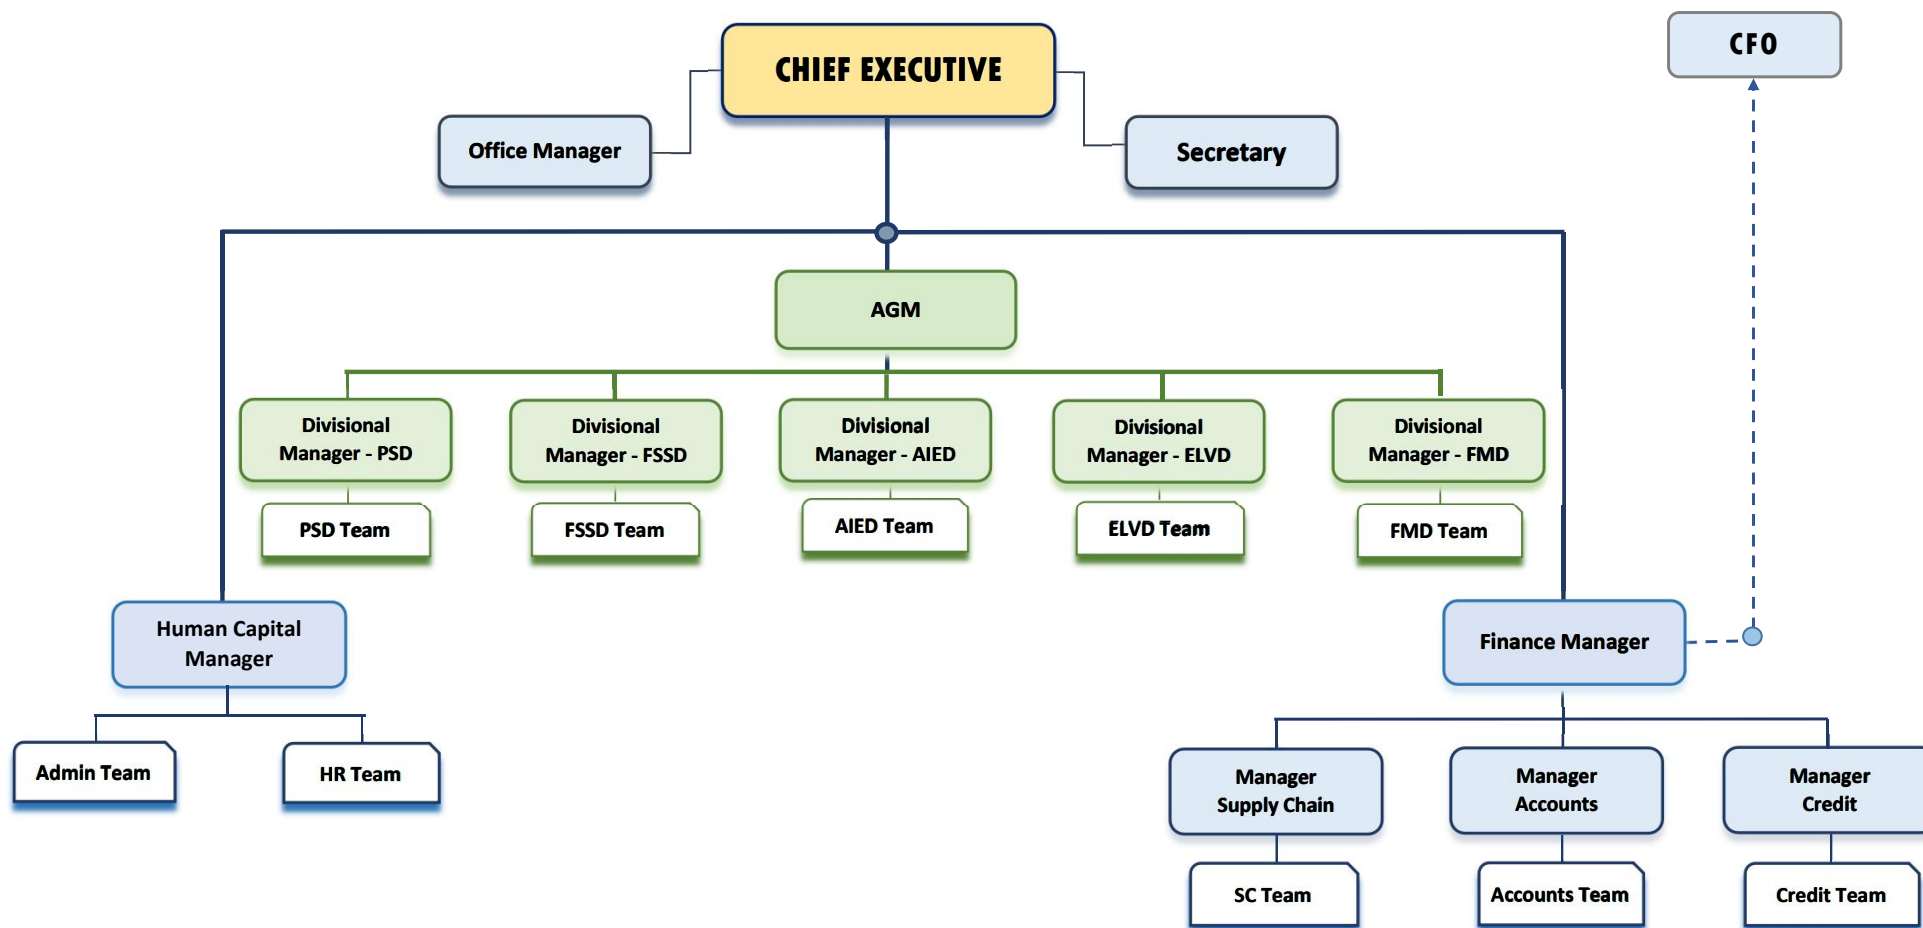 CFO
CHIEF EXECUTIVE
Office Manager
Secretary
AGM
Divisional
Manager - PSD
Divisional
Manager - FSSD
Divisional
Manager - AIED
Divisional
Manager - ELVD
Divisional
Manager - FMD
PSD Team
FSSD Team
AIED Team
ELVD Team
FMD Team
Human Capital
Manager
Finance Manager
Admin Team
HR Team
Manager
Supply Chain
Manager
Accounts
Manager
Credit
SC Team
Accounts Team
Credit Team